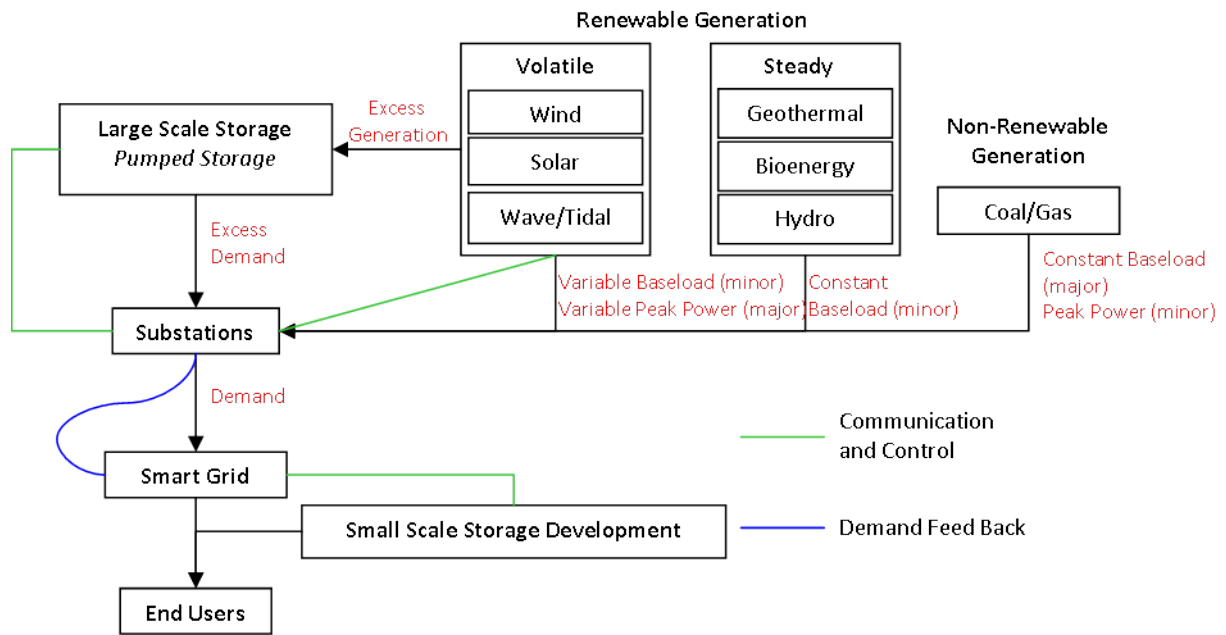 Renewable Generation
Volatile
Wind
Solar
Wave/Tidal
Steady
Geothermal
Bioenergy
Hydro
Non-Renewable
Generation
Coal/Gas
Large Scale Storage
Pumped Storage
Excess
Generation
Excess
Demand
Variable Baseload (minor)
Variable Peak Power (major)
Constant
Baseload (minor)
Constant Baseload
(major)
Peak Power (minor)
Substations
Demand
Smart Grid
Small Scale Storage Development
End Users
Communication
and Control
Demand Feed Back